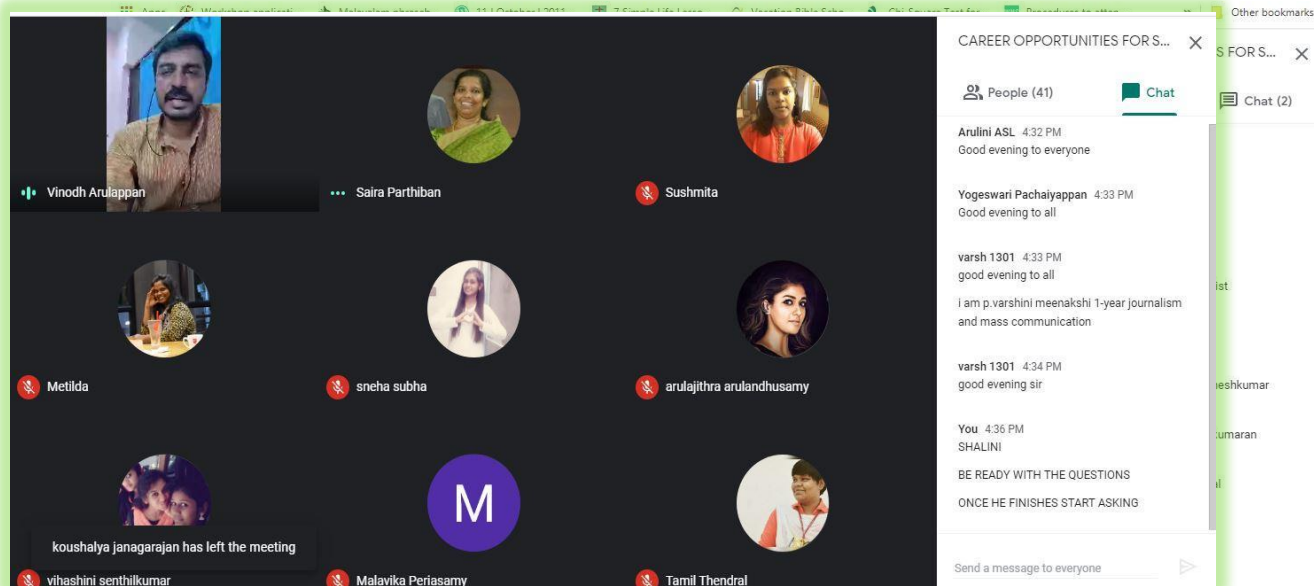 Apps
Other bookmarks
CAREER OPPORTUNITIES FOR S...
S FOR S...
People (41)
Chat
Chat (2)
Arulini ASL 4:32 PM
Good evening to everyone
Yogeswari Pachaiyappan 4:33 PM
Good evening to all
varsh 1301 4:33 PM
good evening to all
i am p.varshini meenakshi 1-year journalism
and mass communication
varsh 1301 4:34 PM
good evening sir
You 4:36 PM
SHALINI
BE READY WITH THE QUESTIONS
ONCE HE FINISHES START ASKING
Send a message to everyone
Vinodh Arulappan
Saira Parthiban
Sushmita
Metilda
sneha subha
arulajithra arulandhusamy
M
koushalya janagarajan has left the meeting
vihashini senthilkumar
Malavika Periasamy
Tamil Thendral
ist
eshkumar
umaran